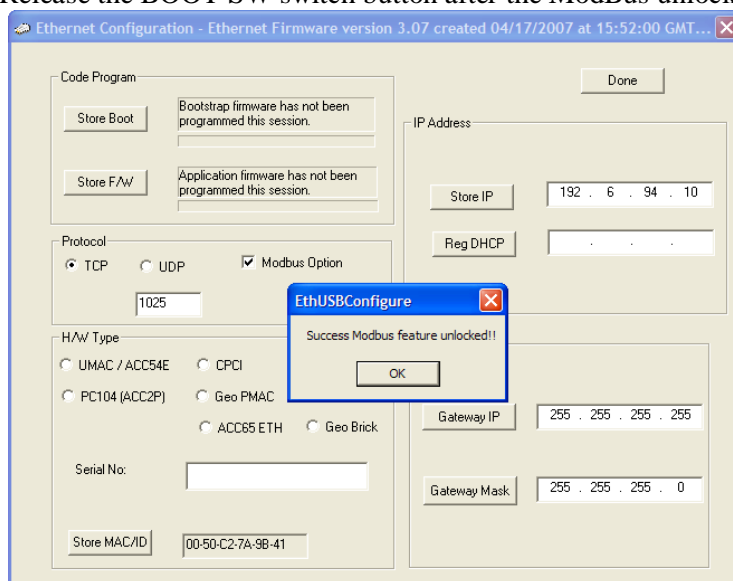 Release the BOOT SW switch button after the ModBus unlock
Ethernet Configuration - Ethernet Firmware version 3.07 created 04/17/2007 at 15:52:00 GMT...
Code Program
Store Boot
Bootstrap firmware has not been
programmed this session.
Store F/W
Application firmware has not been
programmed this session.
Done
IP Address
Store IP
192 . 6 . 94 . 10
Reg DHCP
. . .
Protocol
TCP
UDP
Modbus Option
1025
EthUSBConfigure
Success Modbus feature unlocked!!
OK
H/W Type
UMAC / ACC54E
CPCI
PC104 (ACC2P)
Geo PMAC
ACC65 ETH
Geo Brick
Serial No:
Store MAC/ID
00-50-C2-7A-9B-41
Gateway IP
255 . 255 . 255 . 255
Gateway Mask
255 . 255 . 255 . 0